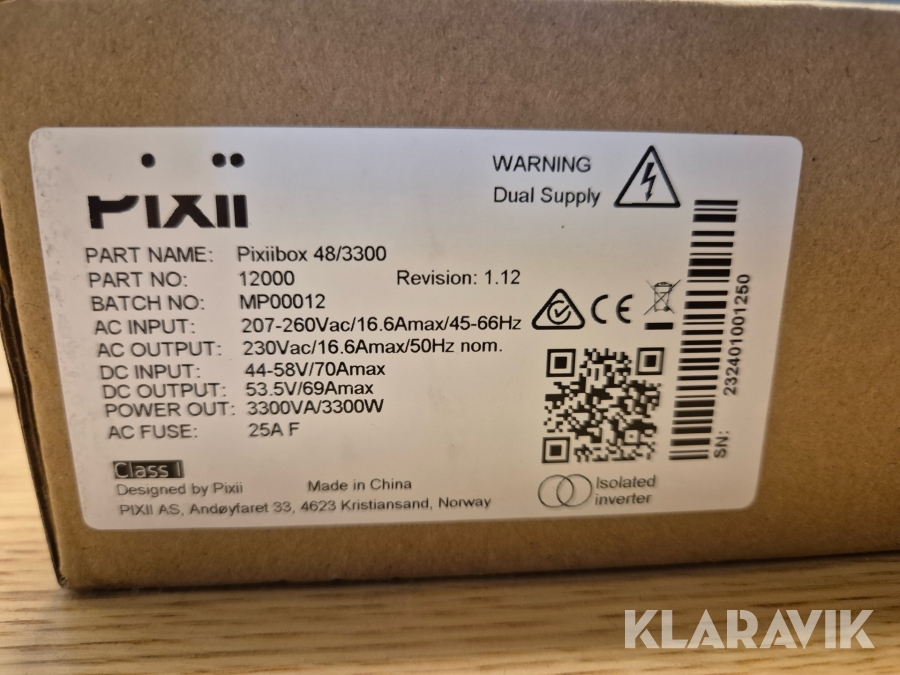 Pixii
WARNING
Dual Supply
PART NAME: Pixiibox 48/3300
PART NO: 12000 Revision: 1.12
BATCH NO: MP00012
AC INPUT: 207-260Vac/16.6Amax/45-66Hz
AC OUTPUT: 230Vac/16.6Amax/50Hz nom.
DC INPUT: 44-58V/70Amax
DC OUTPUT: 53.5V/69Amax
POWER OUT: 3300VA/3300W
AC FUSE: 25A F
CE
SN: 232401001250
Class I
Designed by Pixii Made in China
PIXII AS, Andøyfaret 33, 4623 Kristiansand, Norway
Isolated
inverter
KLARAVIK